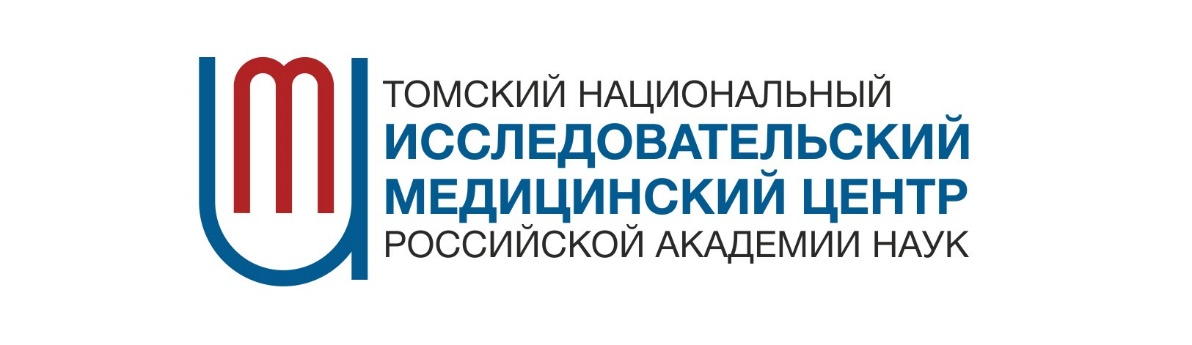 ТОМСКИЙ НАЦИОНАЛЬНЫЙ
ИССЛЕДОВАТЕЛЬСКИЙ
МЕДИЦИНСКИЙ ЦЕНТР
РОССИЙСКОЙ АКАДЕМИИ НАУК